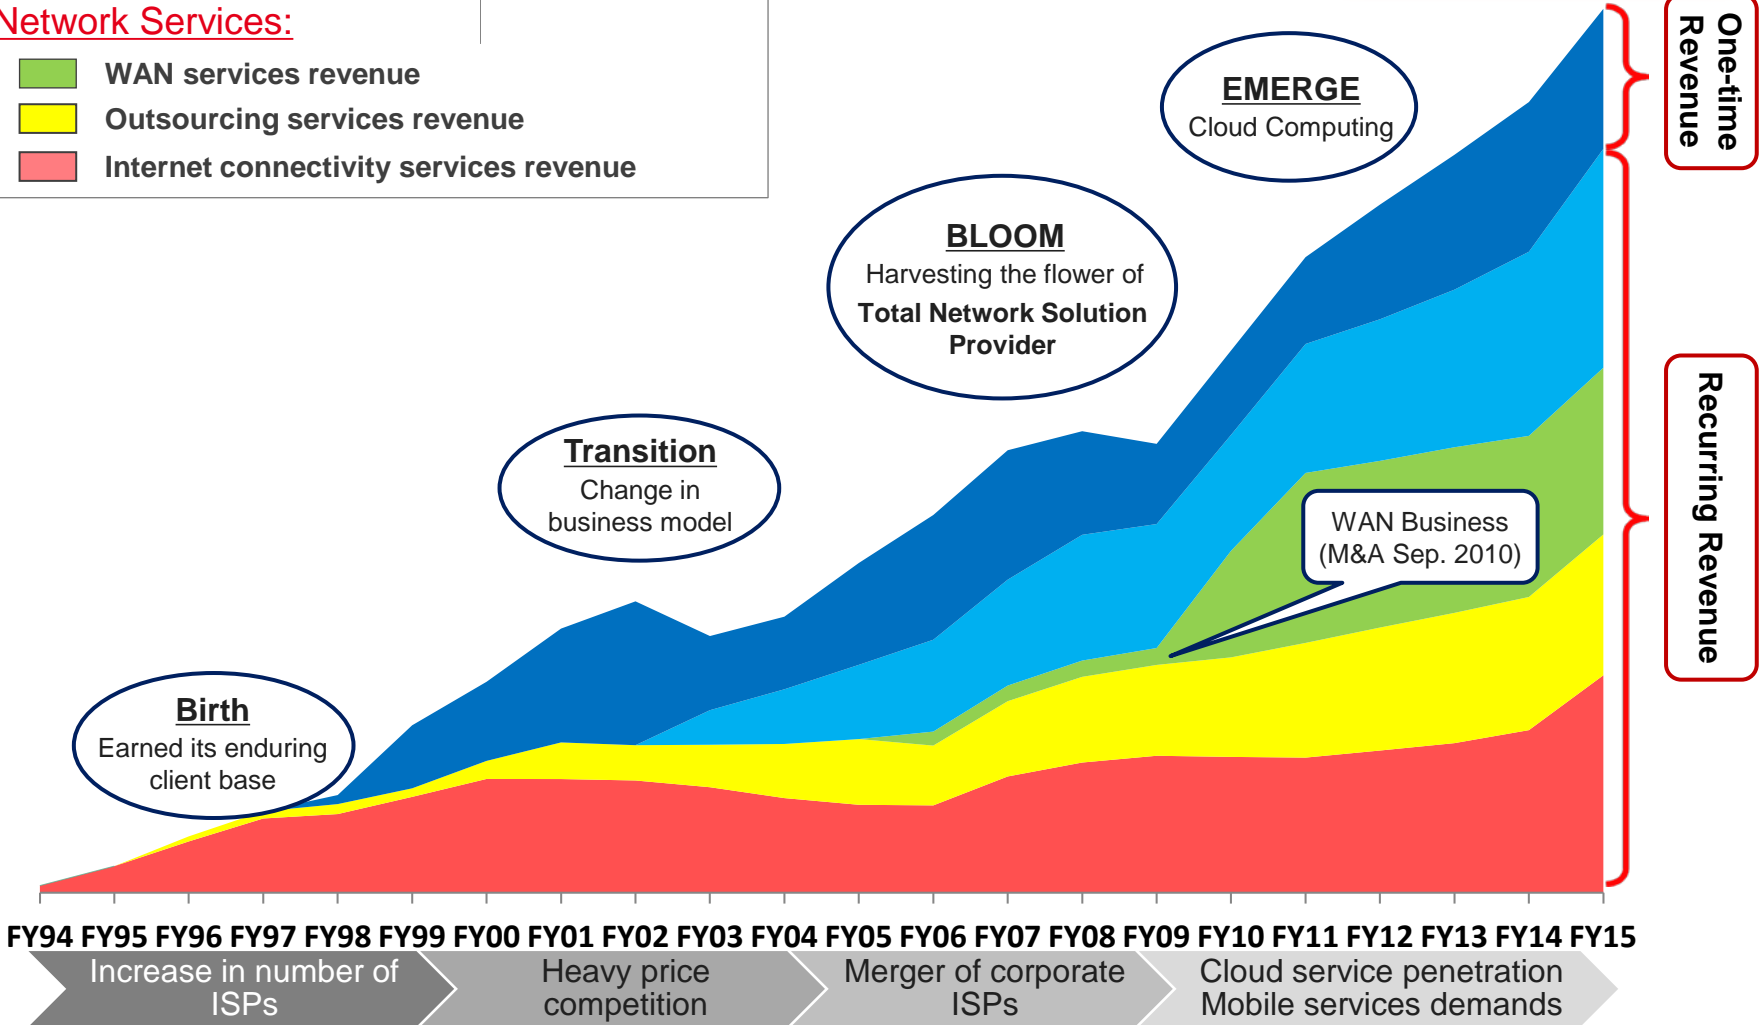 Network Services:
WAN services revenue
Outsourcing services revenue
Internet connectivity services revenue
One-time
Revenue
EMERGE
Cloud Computing
BLOOM
Harvesting the flower of
Total Network Solution
Provider
Recurring Revenue
Transition
Change in
business model
WAN Business
(M&A Sep. 2010)
Birth
Earned its enduring
client base
FY94 FY95 FY96 FY97 FY98 FY99 FY00 FY01 FY02 FY03 FY04 FY05 FY06 FY07 FY08 FY09 FY10 FY11 FY12 FY13 FY14 FY15
Increase in number of
ISPs
Heavy price
competition
Merger of corporate
ISPs
Cloud service penetration
Mobile services demands